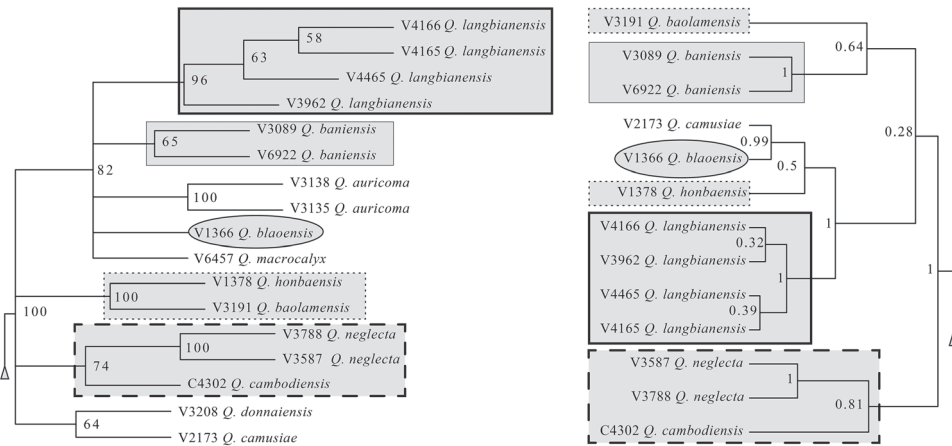 V4166 Q. langbianensis
58
V4165 Q. langbianensis
63
V4465 Q. langbianensis
96
V3962 Q. langbianensis
V3089 Q. baniensis
65
V6922 Q. baniensis
82
V3138 Q. auricoma
100
V3135 Q. auricoma
V1366 Q. blaoensis
V6457 Q. macrocalyx
V1378 Q. honbaensis
100
V3191 Q. baolamensis
100
V3788 Q. neglecta
100
V3587 Q. neglecta
74
C4302 Q. cambodiensis
V3208 Q. donnaiensis
64
V2173 Q. camusiae
V3191 Q. baolamensis
0.64
V3089 Q. baniensis
1
V6922 Q. baniensis
V2173 Q. camusiae
0.28
0.99
V1366 Q. blaoensis
0.5
V1378 Q. honbaensis
V4166 Q. langbianensis
1
0.32
V3962 Q. langbianensis
1
1
V4465 Q. langbianensis
0.39
V4165 Q. langbianensis
V3587 Q. neglecta
1
V3788 Q. neglecta
0.81
C4302 Q. cambodiensis